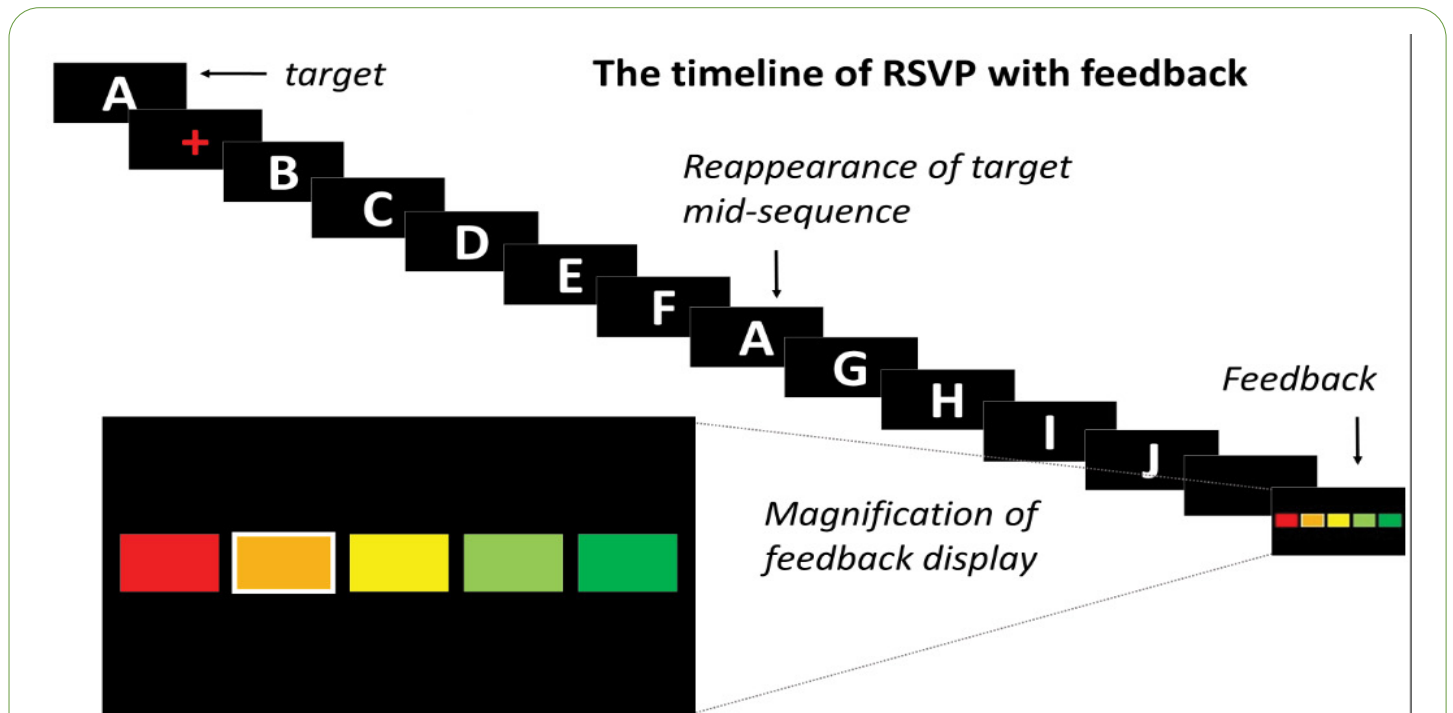 The timeline of RSVP with feedback
A
target
+
B
C
D
E
F
Reappearance of target
mid-sequence
A
G
H
I
J
Feedback
Magnification of
feedback display